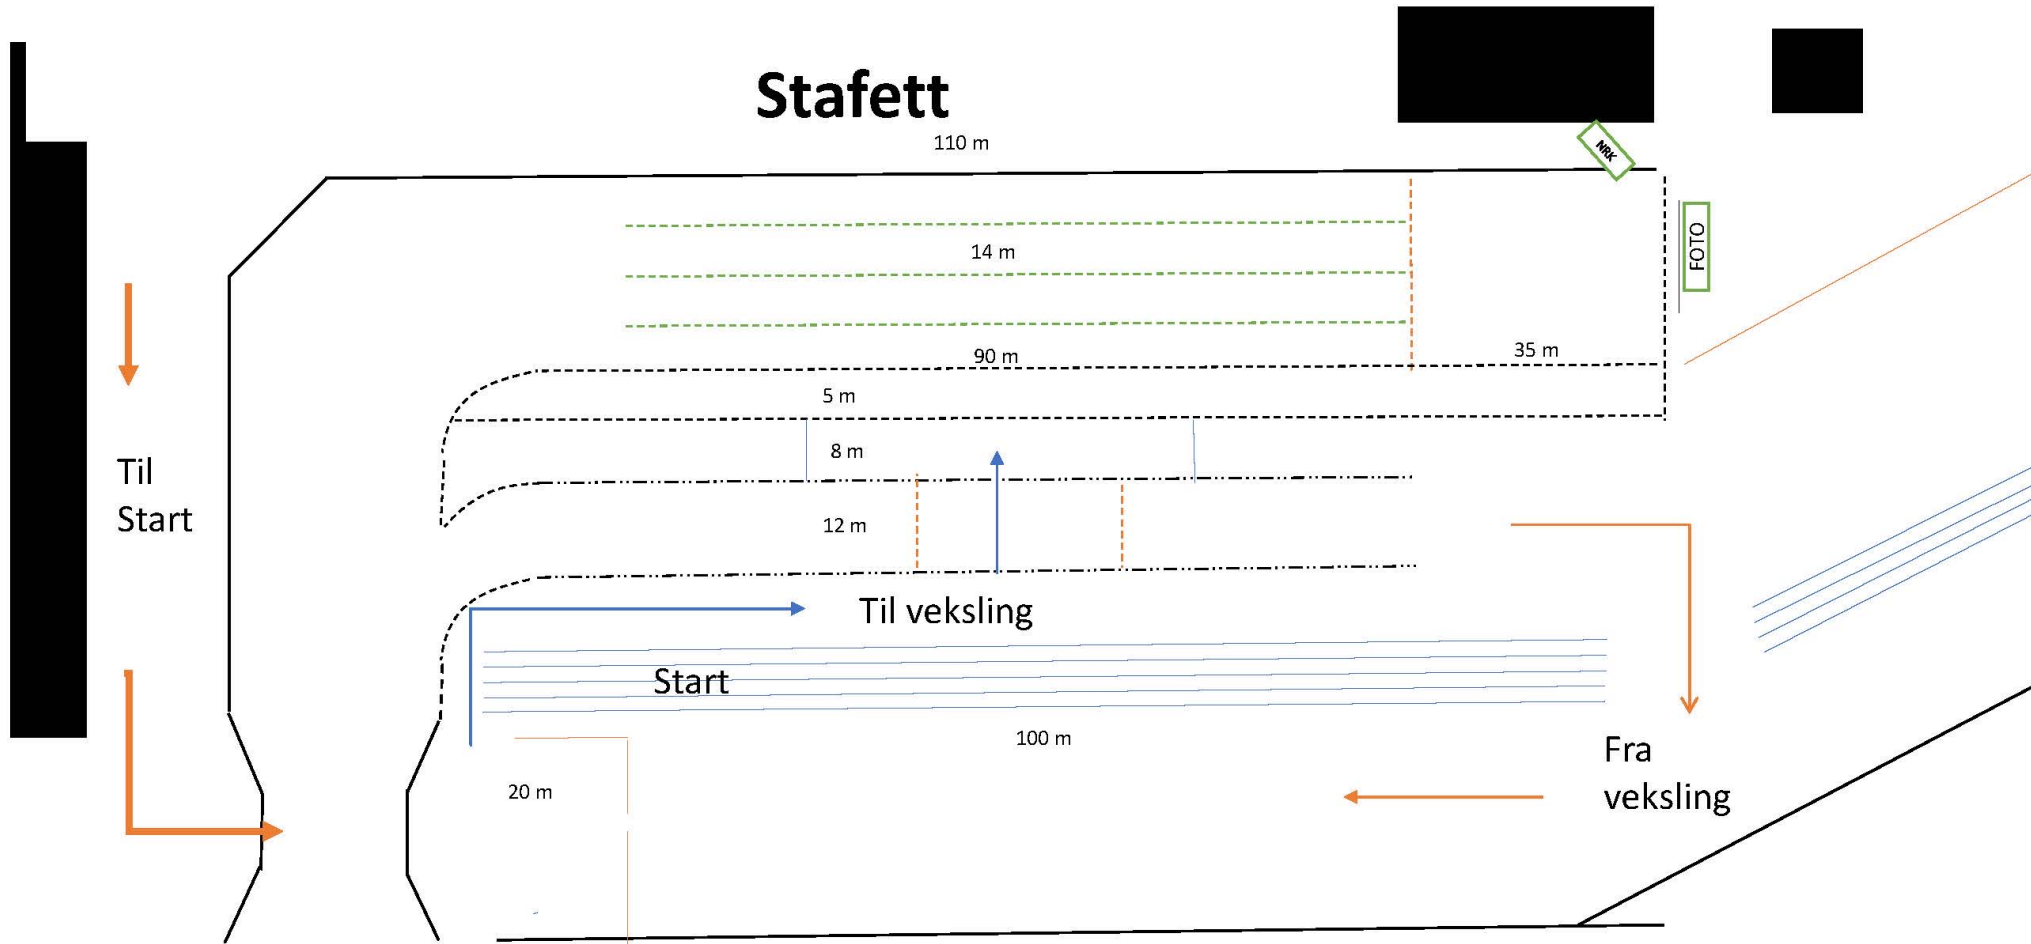 Stafett
110 m
NRK
FOTO
14 m
90 m
35 m
5 m
8 m
12 m
Til
Start
Til veksling
Start
100 m
20 m
Fra
veksling